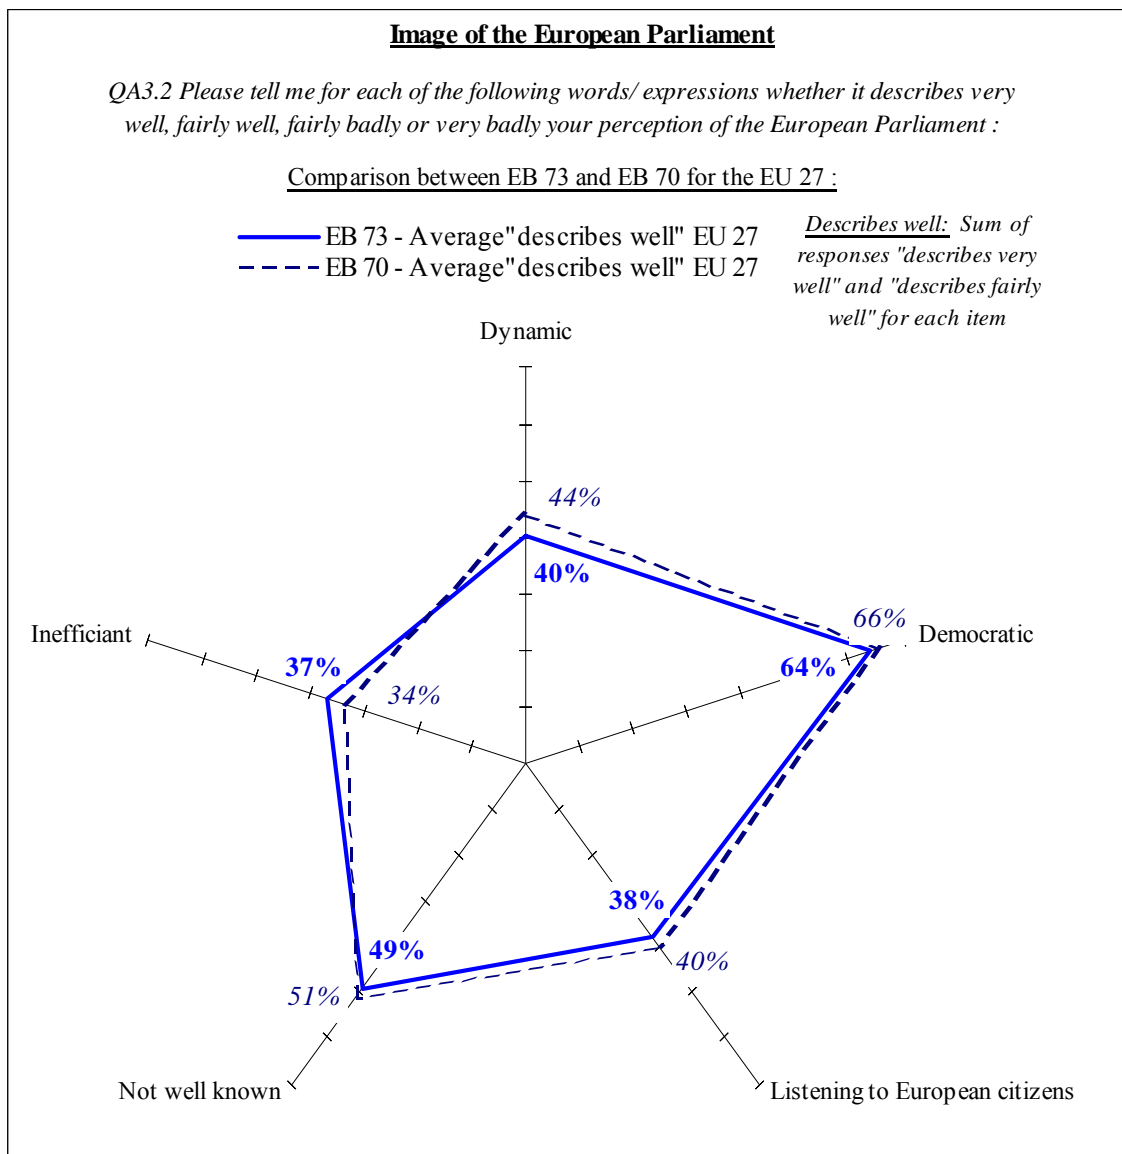 Image of the European Parliament
QA3.2 Please tell me for each of the following words/ expressions whether it describes very
well, fairly well, fairly badly or very badly your perception of the European Parliament :
Comparison between EB 73 and EB 70 for the EU 27 :
EB 73 - Average"describes well" EU 27
EB 70 - Average"describes well" EU 27
Describes well: Sum of
responses "describes very
well" and "describes fairly
well" for each item
Dynamic
44%
40%
66%
Democratic
64%
Inefficiant
37%
34%
38%
40%
49%
51%
Not well known
Listening to European citizens